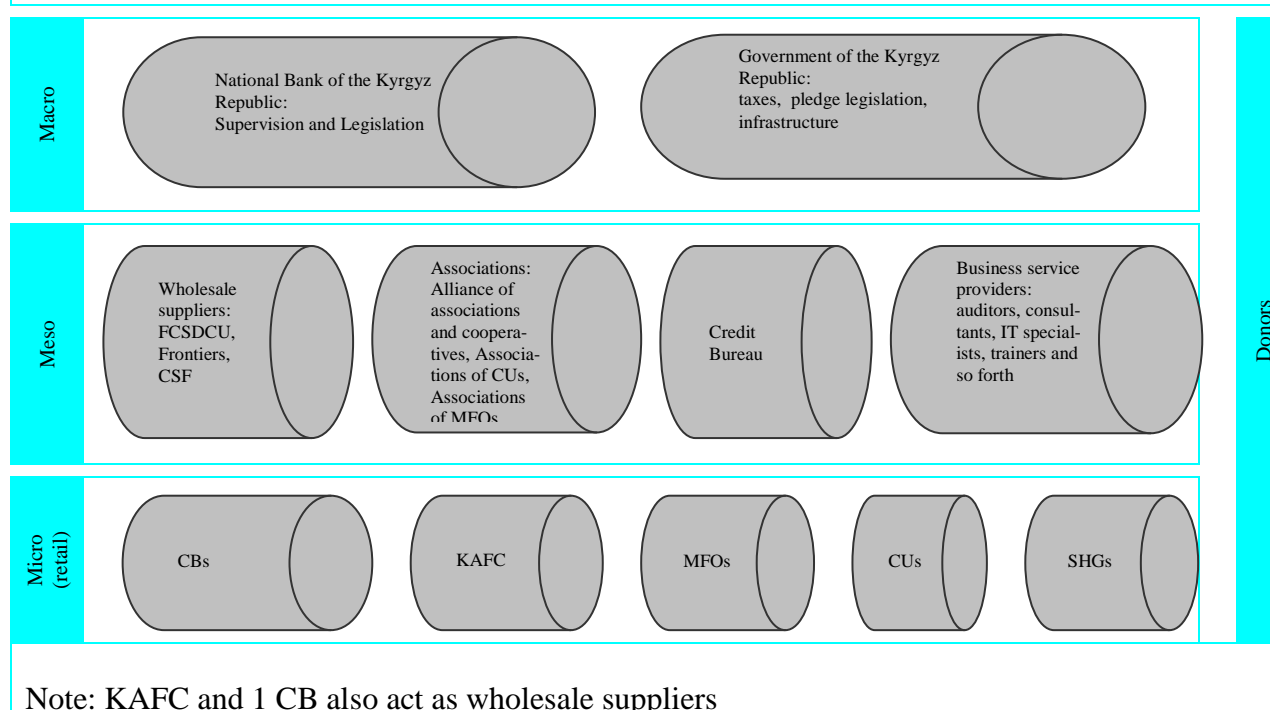 Macro
National Bank of the Kyrgyz
Republic:
Supervision and Legislation
Government of the Kyrgyz
Republic:
taxes, pledge legislation,
infrastructure
Meso
Wholesale
suppliers:
FCSDCU,
Frontiers,
CSF
Associations:
Alliance of
associations
and coopera-
tives, Associa-
tions of CUs,
Associations
of MFOs
Credit
Bureau
Business service
providers:
auditors, consul-
tants, IT special-
ists, trainers and
so forth
Micro
(retail)
CBs
KAFC
MFOs
CUs
SHGs
Donors
Note: KAFC and 1 CB also act as wholesale suppliers